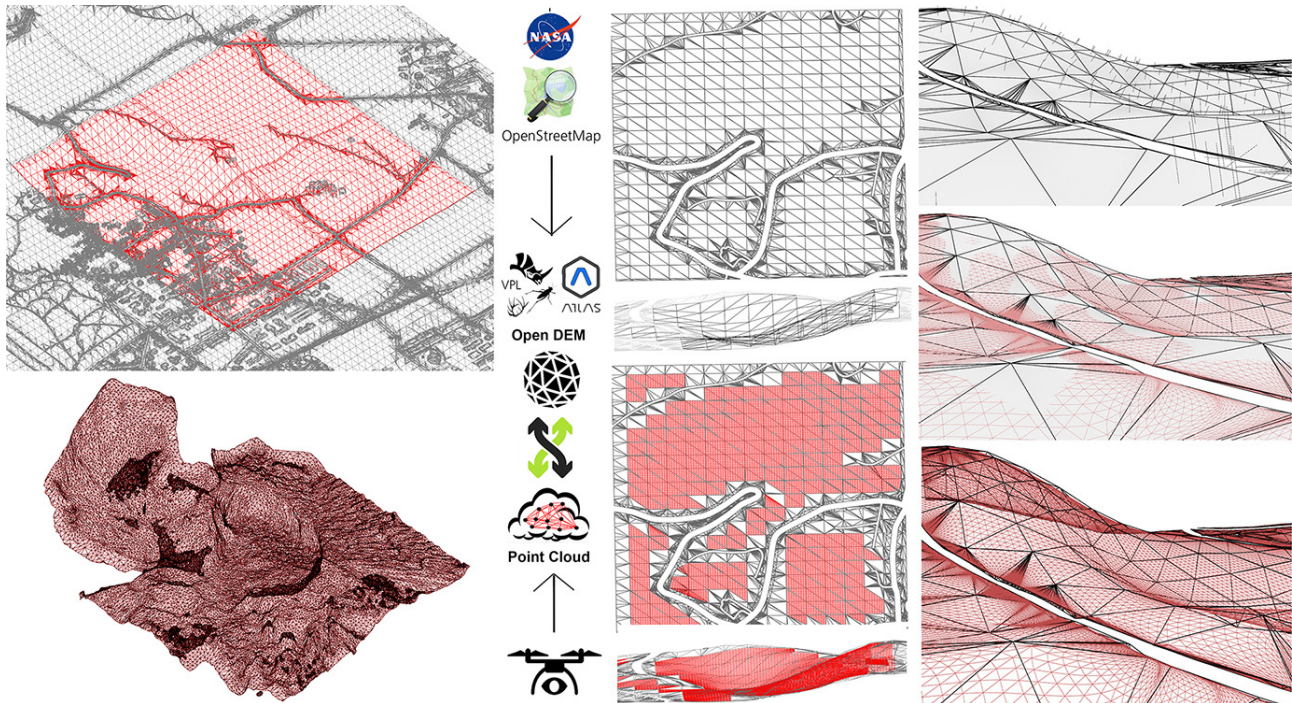 NASA
OpenStreetMap
VPL
ATLAS
Open DEM
Point Cloud